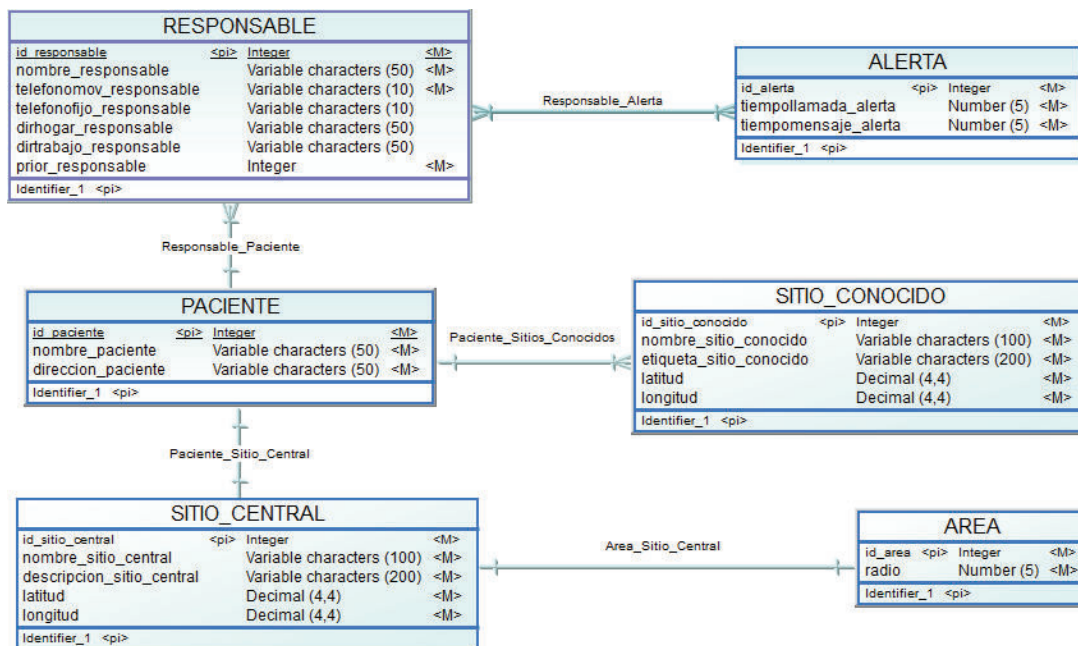 RESPONSABLE
id_responsable <pi> Integer <M>
nombre_responsable Variable characters (50) <M>
telefonomov_responsable Variable characters (10) <M>
telefonofijo_responsable Variable characters (10)
dirhogar_responsable Variable characters (50)
dirtrabajo_responsable Variable characters (50)
prior_responsable Integer <M>
Identifier_1 <pi>
Responsable_Alerta
ALERTA
id_alerta <pi> Integer <M>
tiempollamada_alerta Number (5) <M>
tiempomensaje_alerta Number (5) <M>
Identifier_1 <pi>
Responsable_Paciente
PACIENTE
id_paciente <pi> Integer <M>
nombre_paciente Variable characters (50) <M>
direccion_paciente Variable characters (50) <M>
Identifier_1 <pi>
Paciente_Sitios_Conocidos
SITIO_CONOCIDO
id_sitio_conocido <pi> Integer <M>
nombre_sitio_conocido Variable characters (100) <M>
etiqueta_sitio_conocido Variable characters (200) <M>
latitud Decimal (4,4) <M>
longitud Decimal (4,4) <M>
Identifier_1 <pi>
Paciente_Sitio_Central
SITIO_CENTRAL
id_sitio_central <pi> Integer <M>
nombre_sitio_central Variable characters (100) <M>
descripcion_sitio_central Variable characters (200) <M>
latitud Decimal (4,4) <M>
longitud Decimal (4,4) <M>
Identifier_1 <pi>
Area_Sitio_Central
AREA
id_area <pi> Integer <M>
radio Number (5) <M>
Identifier_1 <pi>